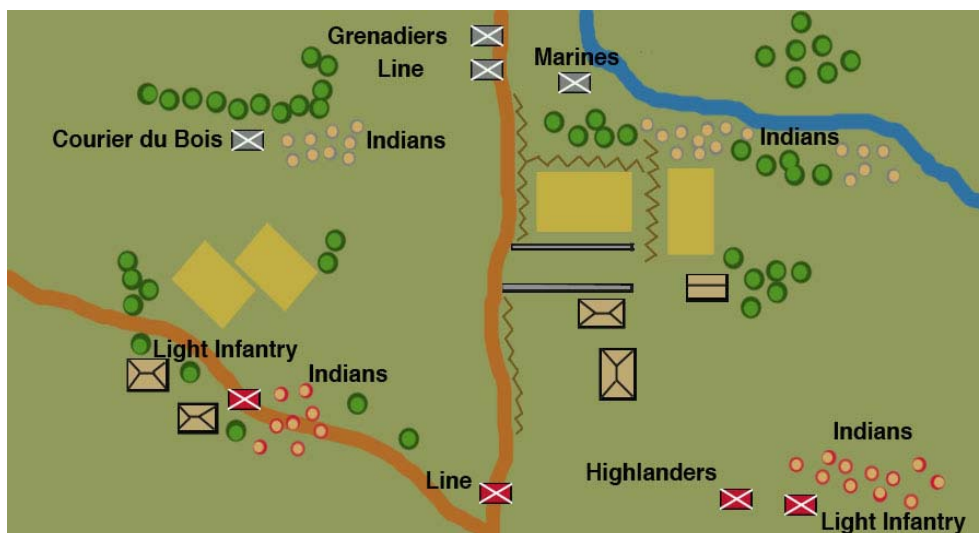 Grenadiers
Line
Marines
Courier du Bois
Indians
Indians
Light Infantry
Indians
Line
Highlanders
Indians
Light Infantry